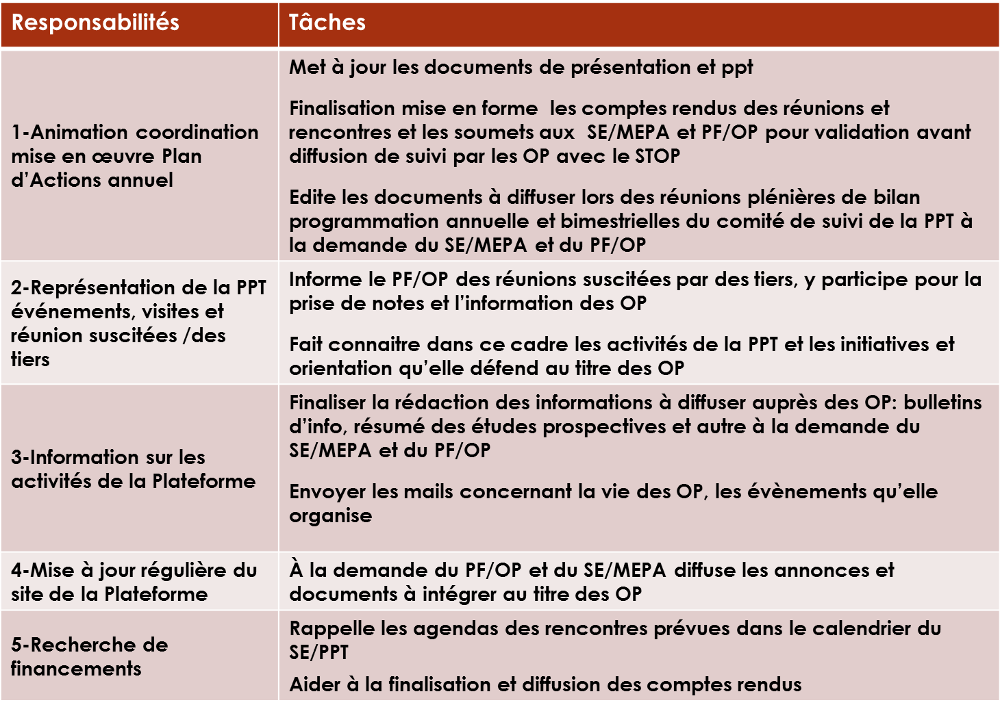 Responsabilités
Tâches
1-Animation coordination
mise en œuvre Plan
d’Actions annuel
Met à jour les documents de présentation et ppt
Finalisation mise en forme  les comptes rendus des réunions et
rencontres et les soumets aux  SE/MEPA et PF/OP pour validation avant
diffusion de suivi par les OP avec le STOP
Edite les documents à diffuser lors des réunions plénières de bilan
programmation annuelle et bimestrielles du comité de suivi de la PPT à
la demande du SE/MEPA et du PF/OP
2-Représentation de la PPT
événements, visites et
réunion suscitées /des
tiers
Informe le PF/OP des réunions suscitées par des tiers, y participe pour la
prise de notes et l’information des OP
Fait connaitre dans ce cadre les activités de la PPT et les initiatives et
orientation qu’elle défend au titre des OP
3-Information sur les
activités de la Plateforme
Finaliser la rédaction des informations à diffuser auprès des OP: bulletins
d’info, résumé des études prospectives et autre à la demande du
SE/MEPA et du PF/OP
Envoyer les mails concernant la vie des OP, les évènements qu’elle
organise
4-Mise à jour régulière du
site de la Plateforme
À la demande du PF/OP et du SE/MEPA diffuse les annonces et
documents à intégrer au titre des OP
5-Recherche de
financements
Rappelle les agendas des rencontres prévues dans le calendrier du
SE/PPT
Aider à la finalisation et diffusion des comptes rendus